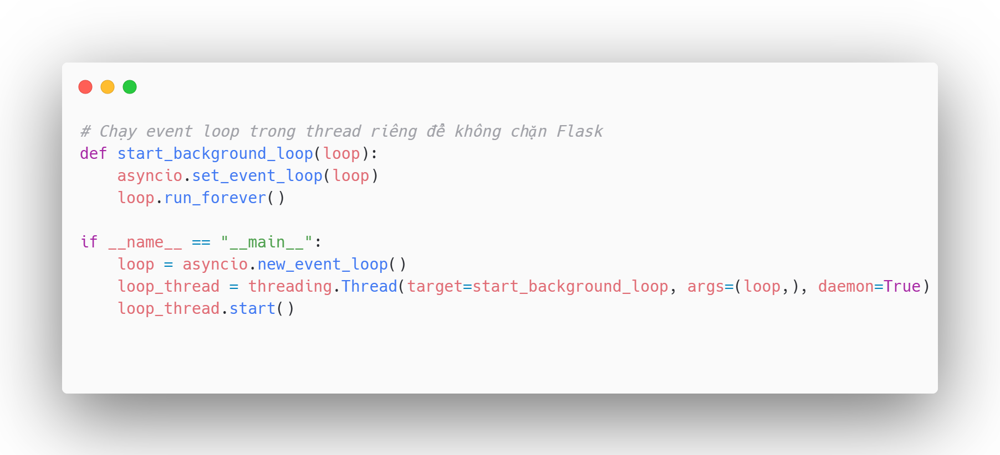 # Chạy event loop trong thread riêng để không chặn Flask
def start_background_loop(loop):
    asyncio.set_event_loop(loop)
    loop.run_forever()

if __name__ == "__main__":
    loop = asyncio.new_event_loop()
    loop_thread = threading.Thread(target=start_background_loop, args=(loop,), daemon=True)
    loop_thread.start()